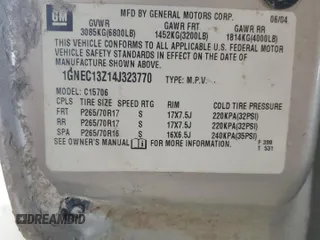 GM
MFD BY GENERAL MOTORS CORP. 06/04
GVWR GAWR FRT GAWR RR
3085KG(6800LB) 1452KG(3200LB) 1814KG(4000LB)
THIS VEHICLE CONFORMS TO ALL APPLICABLE U.S. FEDERAL MOTOR
VEHICLE SAFETY STANDARDS IN EFFECT ON THE DATE OF
MANUFACTURE SHOWN ABOVE.
1GNEC13Z14J323770 TYPE: M.P.V.
MODEL: C15706
CPLS TIRE SIZE SPEED RTG RIM COLD TIRE PRESSURE
FRT P265/70R17 S 17X7.5J 220KPA(32PSI)
RR P265/70R17 S 17X7.5J 220KPA(32PSI)
SPA P265/70R16 S 16X6.5J 240KPA(35PSI)
SEE OWNER'S MANUAL FOR ADDITIONAL INFORMATION.
F 398
T 531
DREAMBID